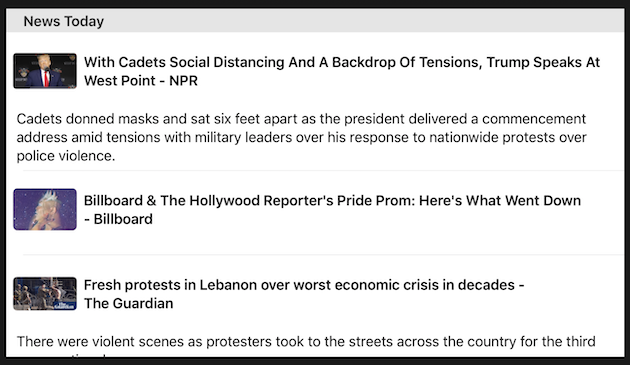 News Today
With Cadets Social Distancing And A Backdrop Of Tensions, Trump Speaks At
West Point - NPR
Cadets donned masks and sat six feet apart as the president delivered a commencement
address amid tensions with military leaders over his response to nationwide protests over
police violence.
Billboard & The Hollywood Reporter's Pride Prom: Here's What Went Down
- Billboard
Fresh protests in Lebanon over worst economic crisis in decades -
The Guardian
There were violent scenes as protesters took to the streets across the country for the third